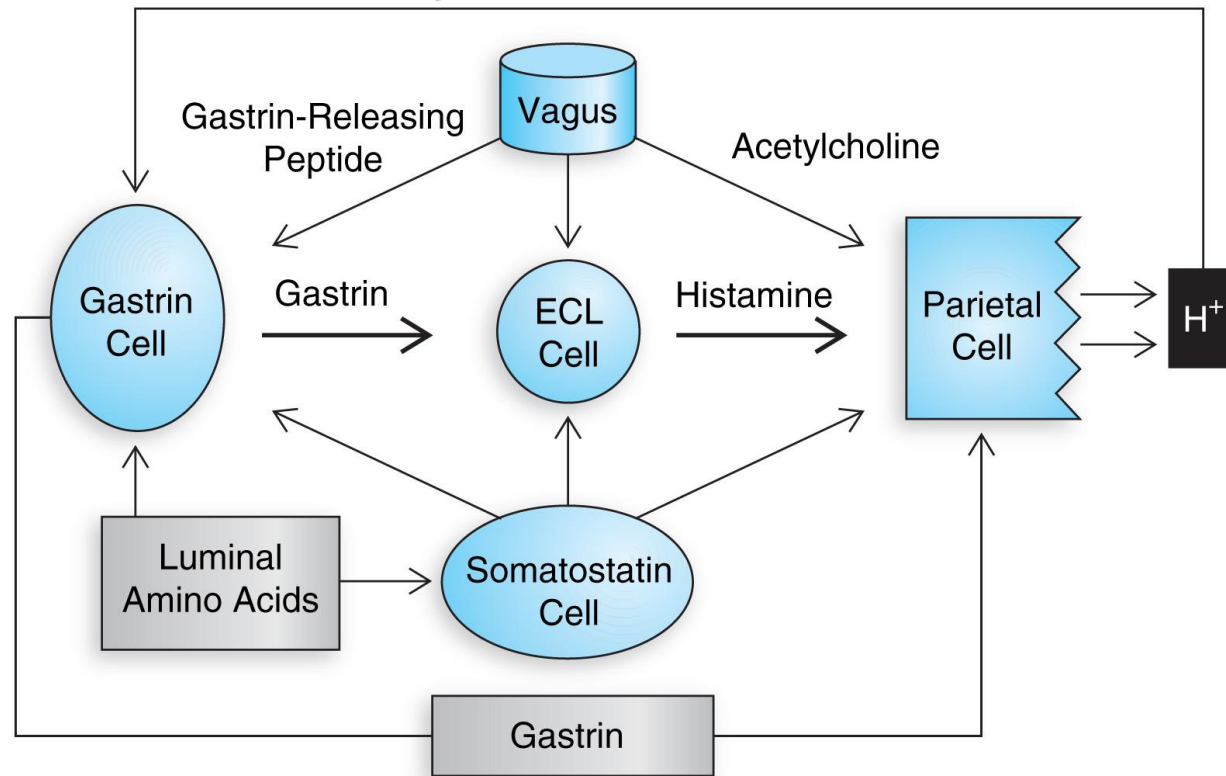 Vagus
Gastrin-Releasing
Peptide
Acetylcholine
Gastrin
Cell
Gastrin
ECL
Cell
Histamine
Parietal
Cell
H+
Luminal
Amino Acids
Somatostatin
Cell
Gastrin